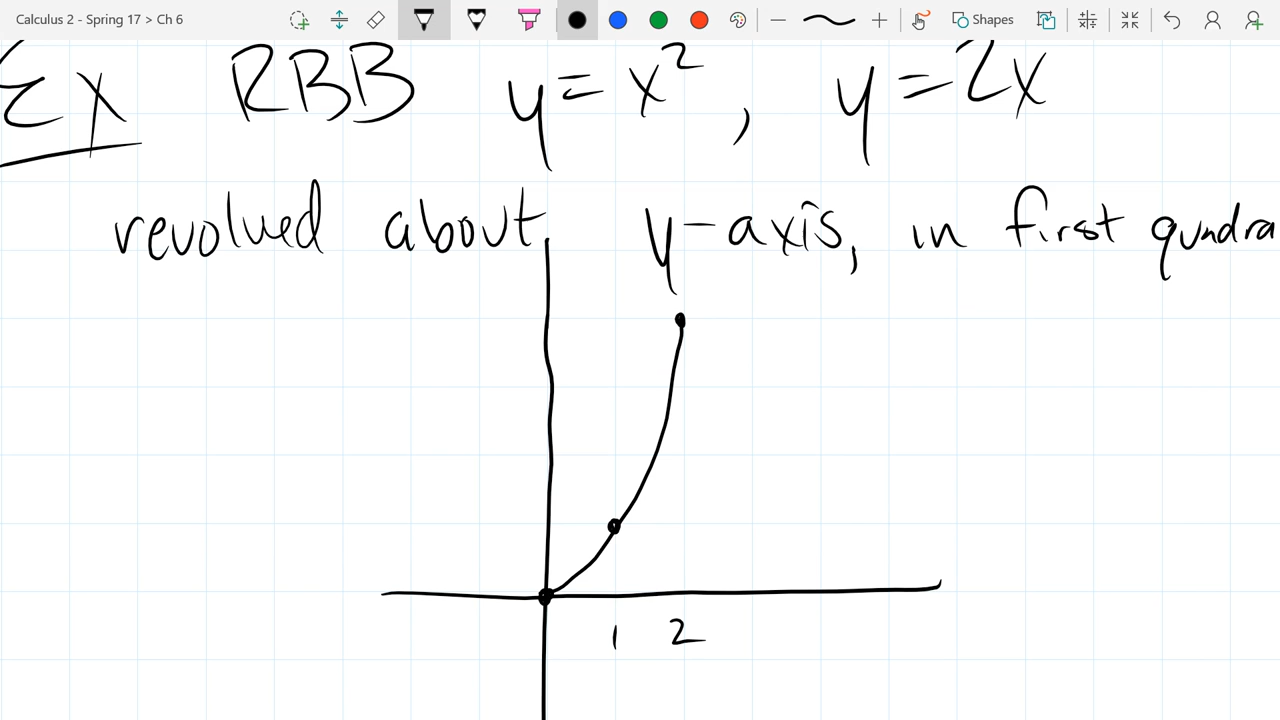 Calculus 2 - Spring 17 > Ch 6
Shapes
Ex RBB y = x², y = 2x
revolved about y-axis, in first quadra
1 2